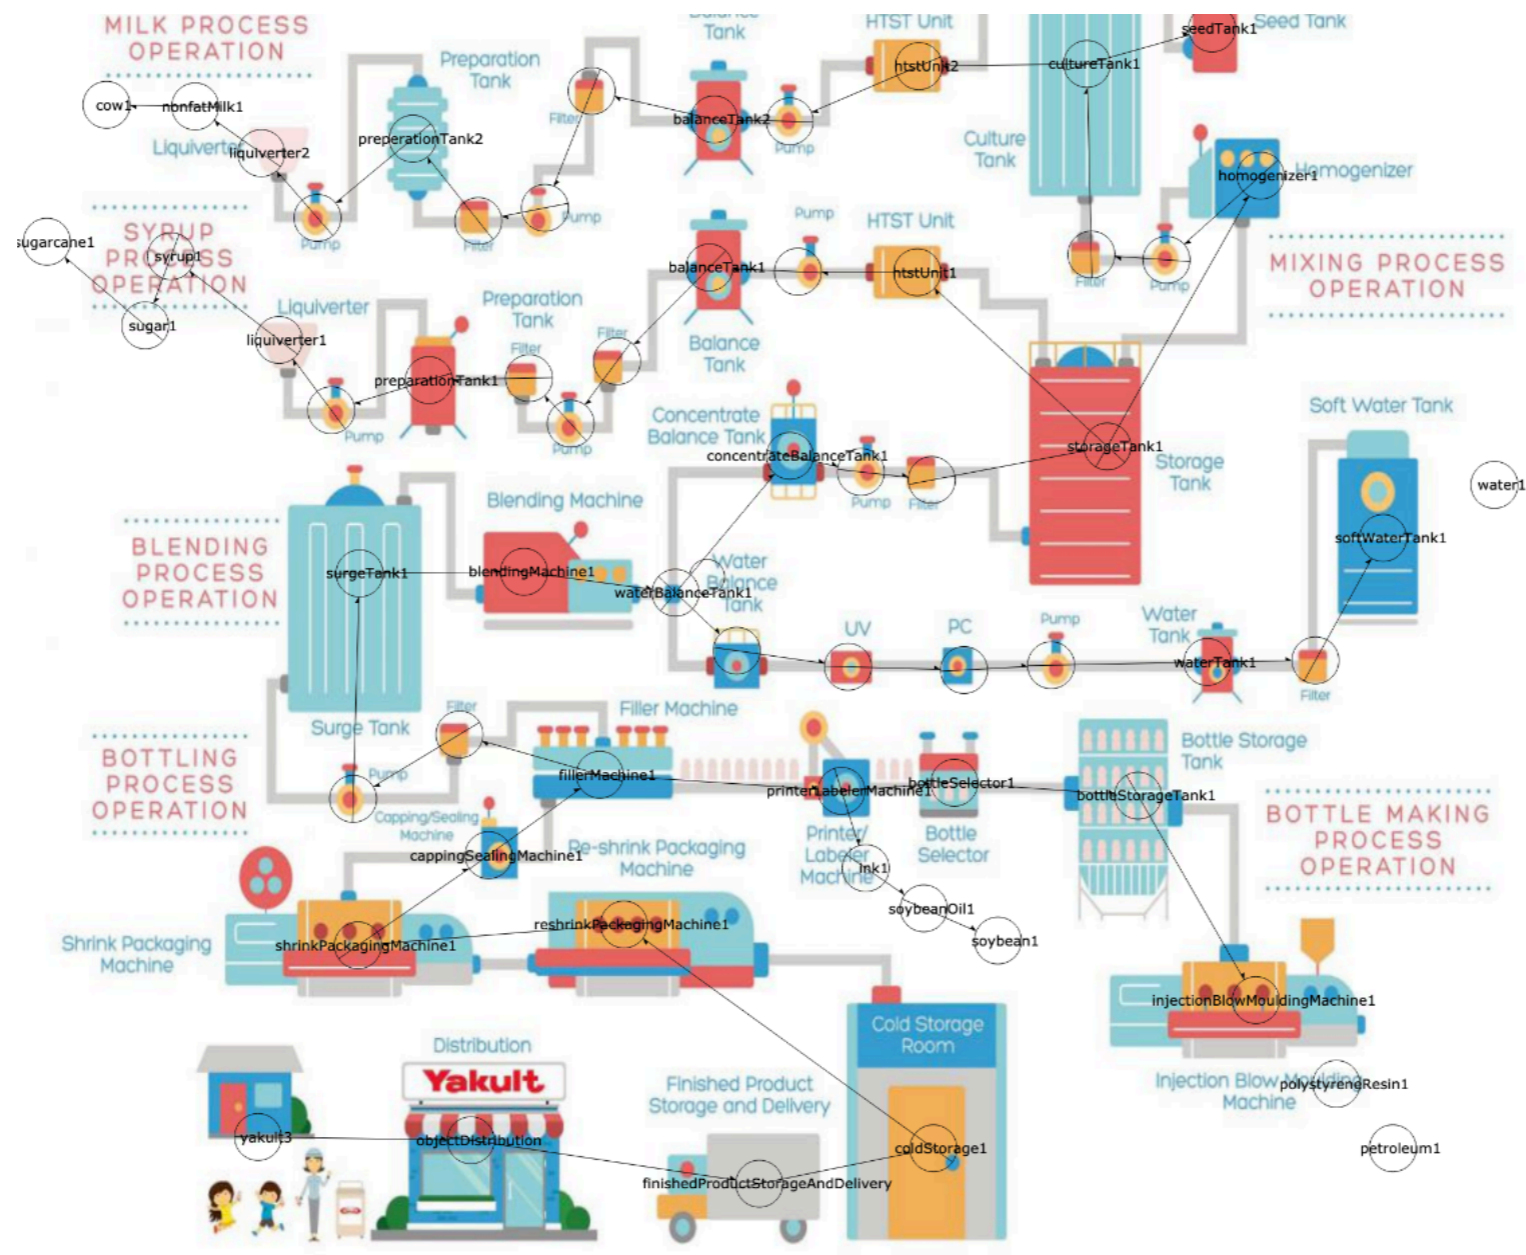 MILK PROCESS
OPERATION
Balance
Tank
HTST Unit
Seed Tank
seedTank1
Preparation
Tank
htstUnit2
cultureTank1
cow1
nonfatMilk1
Filter
balanceTank2
Liquiverter
liquiverter2
preperationTank2
Pump
Culture
Tank
Homogenizer
homogenizer1
Pump
Filter
Pump
SYRUP
PROCESS
OPERATION
sugarcane1
syrup1
sugar1
Pump
HTST Unit
balanceTank1
htstUnit1
Filter
Pump
MIXING PROCESS
OPERATION
Liquiverter
liquiverter1
Preparation
Tank
Filter
Filter
Balance
Tank
preparationTank1
Pump
Pump
Concentrate
Balance Tank
concentrateBalanceTank1
Pump
Filter
storageTank1
Storage
Tank
Soft Water Tank
softWaterTank1
water1
BLENDING
PROCESS
OPERATION
surgeTank1
Blending Machine
blendingMachine1
Water
Balance
Tank
waterBalanceTank1
UV
PC
Pump
Water
Tank
waterTank1
Filter
Surge Tank
BOTTLING
PROCESS
OPERATION
Filter
Pump
Filler Machine
fillerMachine1
printerLabelerMachine1
bottleSelector1
Bottle Storage
Tank
bottleStorageTank1
Capping/Sealing
Machine
cappingSealingMachine1
Re-shrink Packaging
Machine
Printer/
Labeler
Machine
ink1
Bottle
Selector
BOTTLE MAKING
PROCESS
OPERATION
soybeanOil1
soybean1
Shrink Packaging
Machine
shrinkPackagingMachine1
reshrinkPackagingMachine1
injectionBlowMouldingMachine1
Injection Blow Moulding
Machine
polystyreneResin1
petroleum1
Cold Storage
Room
coldStorage1
Distribution
Yakult
yakult3
objectDistribution
Finished Product
Storage and Delivery
finishedProductStorageAndDelivery